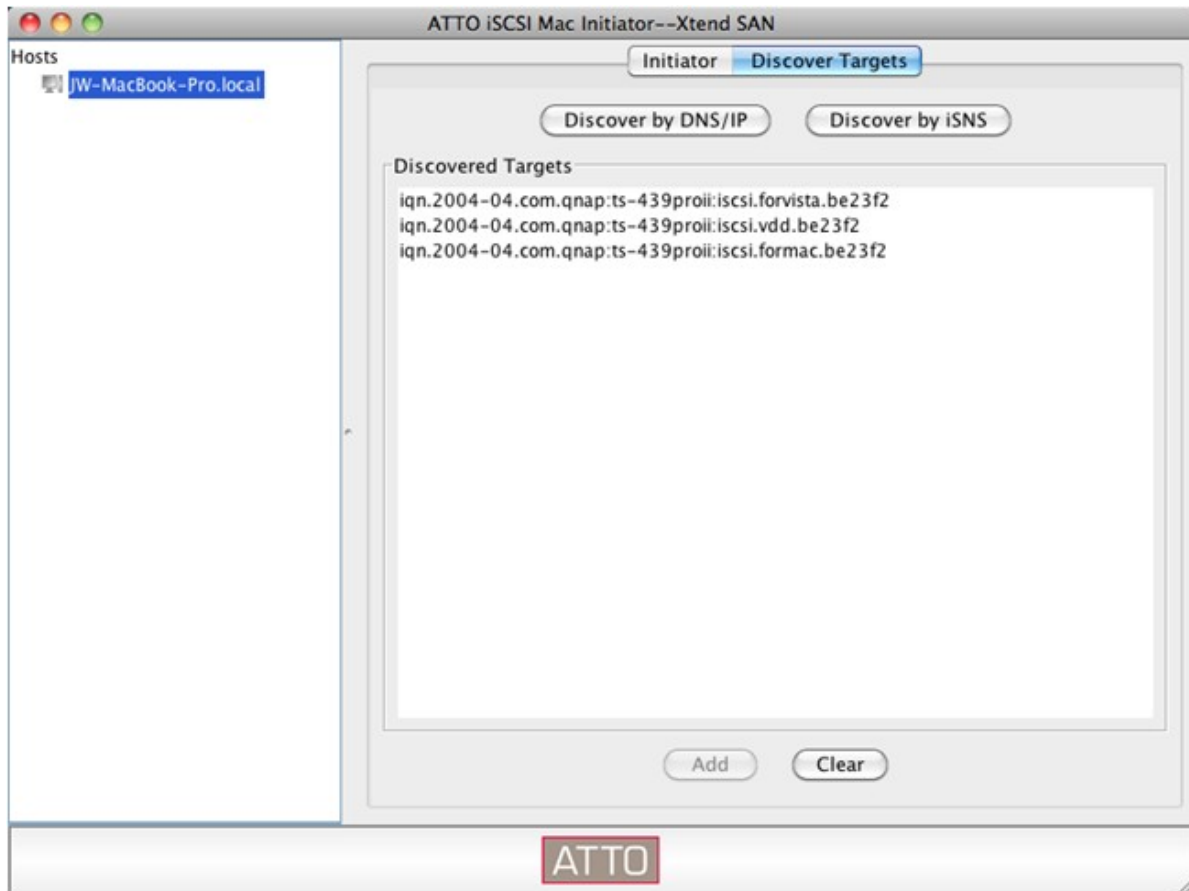 ATTO iSCSI Mac Initiator--Xtend SAN
Hosts
JW-MacBook-Pro.local
Initiator
Discover Targets
Discover by DNS/IP
Discover by iSNS
Discovered Targets
iqn.2004-04.com.qnap:ts-439proii:iscsi.forvista.be23f2
iqn.2004-04.com.qnap:ts-439proii:iscsi.vdd.be23f2
iqn.2004-04.com.qnap:ts-439proii:iscsi.formac.be23f2
Add
Clear
ATTO